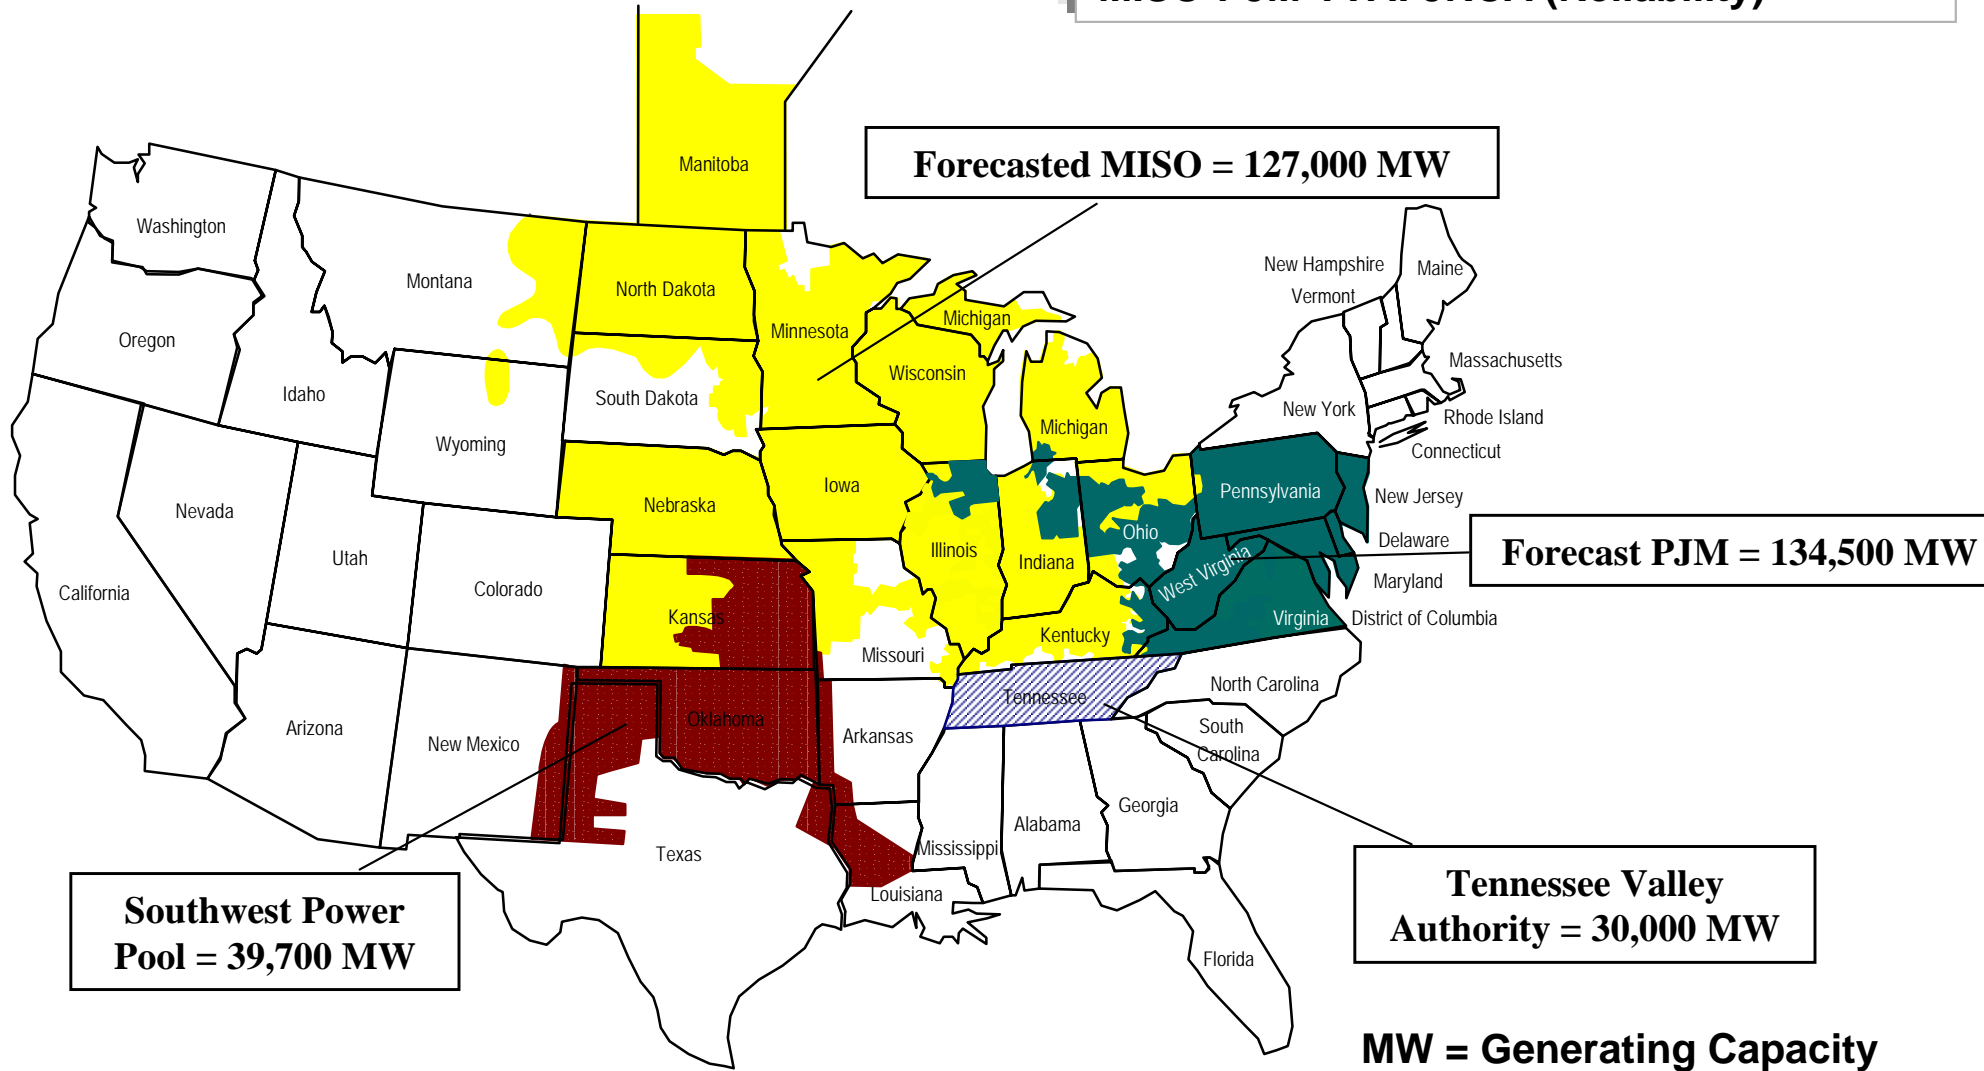 Manitoba
Forecasted MISO = 127,000 MW
Washington
Montana
North Dakota
Minnesota
Michigan
New Hampshire
Maine
Vermont
Oregon
Idaho
Wyoming
South Dakota
Wisconsin
Michigan
Massachusetts
New York
Rhode Island
Connecticut
Nevada
Nebraska
Iowa
Pennsylvania
New Jersey
Utah
Colorado
Illinois
Indiana
Ohio
West Virginia
Delaware
Forecast PJM = 134,500 MW
Maryland
California
Kansas
Missouri
Kentucky
Virginia
District of Columbia
Arizona
New Mexico
Oklahoma
Arkansas
Tennessee
North Carolina
South
Carolina
Texas
Louisiana
Mississippi
Alabama
Georgia
Florida
Southwest Power
Pool = 39,700 MW
Tennessee Valley
Authority = 30,000 MW
MW = Generating Capacity